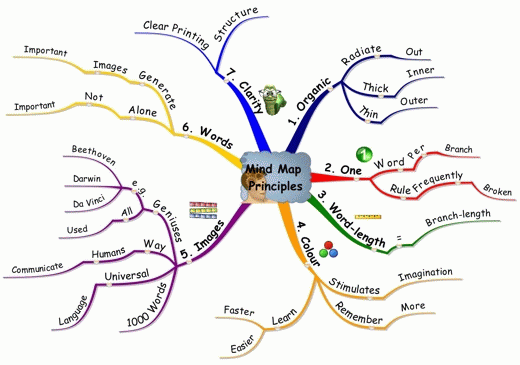 Mind Map
Principles
1. Organic
Radiate
Out
Thick
Inner
Thin
Outer
2. One
Word
Per
Branch
Rule
Frequently
Broken
3. Word-length
=
Branch-length
4. Colour
Stimulates
Imagination
Remember
More
Learn
Faster
Easier
5. Images
Geniuses
e.g.
Beethoven
Darwin
Da Vinci
All
Used
Way
Humans
Communicate
Universal
Language
1000 Words
6. Words
Generate
Images
Important
Alone
Not
Important
7. Clarity
Clear Printing
Structure